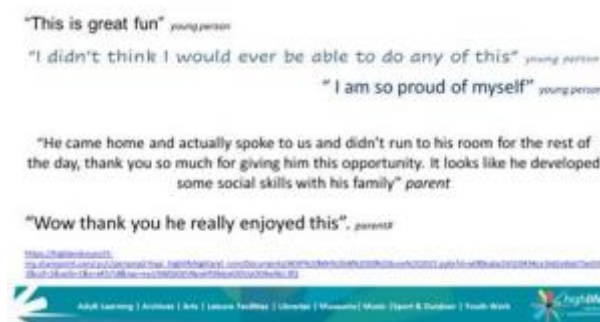 "This is great fun" young person
"I didn't think I would ever be able to do any of this" young person
" I am so proud of myself" young person
"He came home and actually spoke to us and didn't run to his room for the rest of
the day, thank you so much for giving him this opportunity. It looks like he developed
some social skills with his family" parent
"Wow thank you he really enjoyed this". parent#
Adult Learning | Archives | Arts | Leisure Facilities | Libraries | Museums | Music | Sport & Outdoor | Youth Work